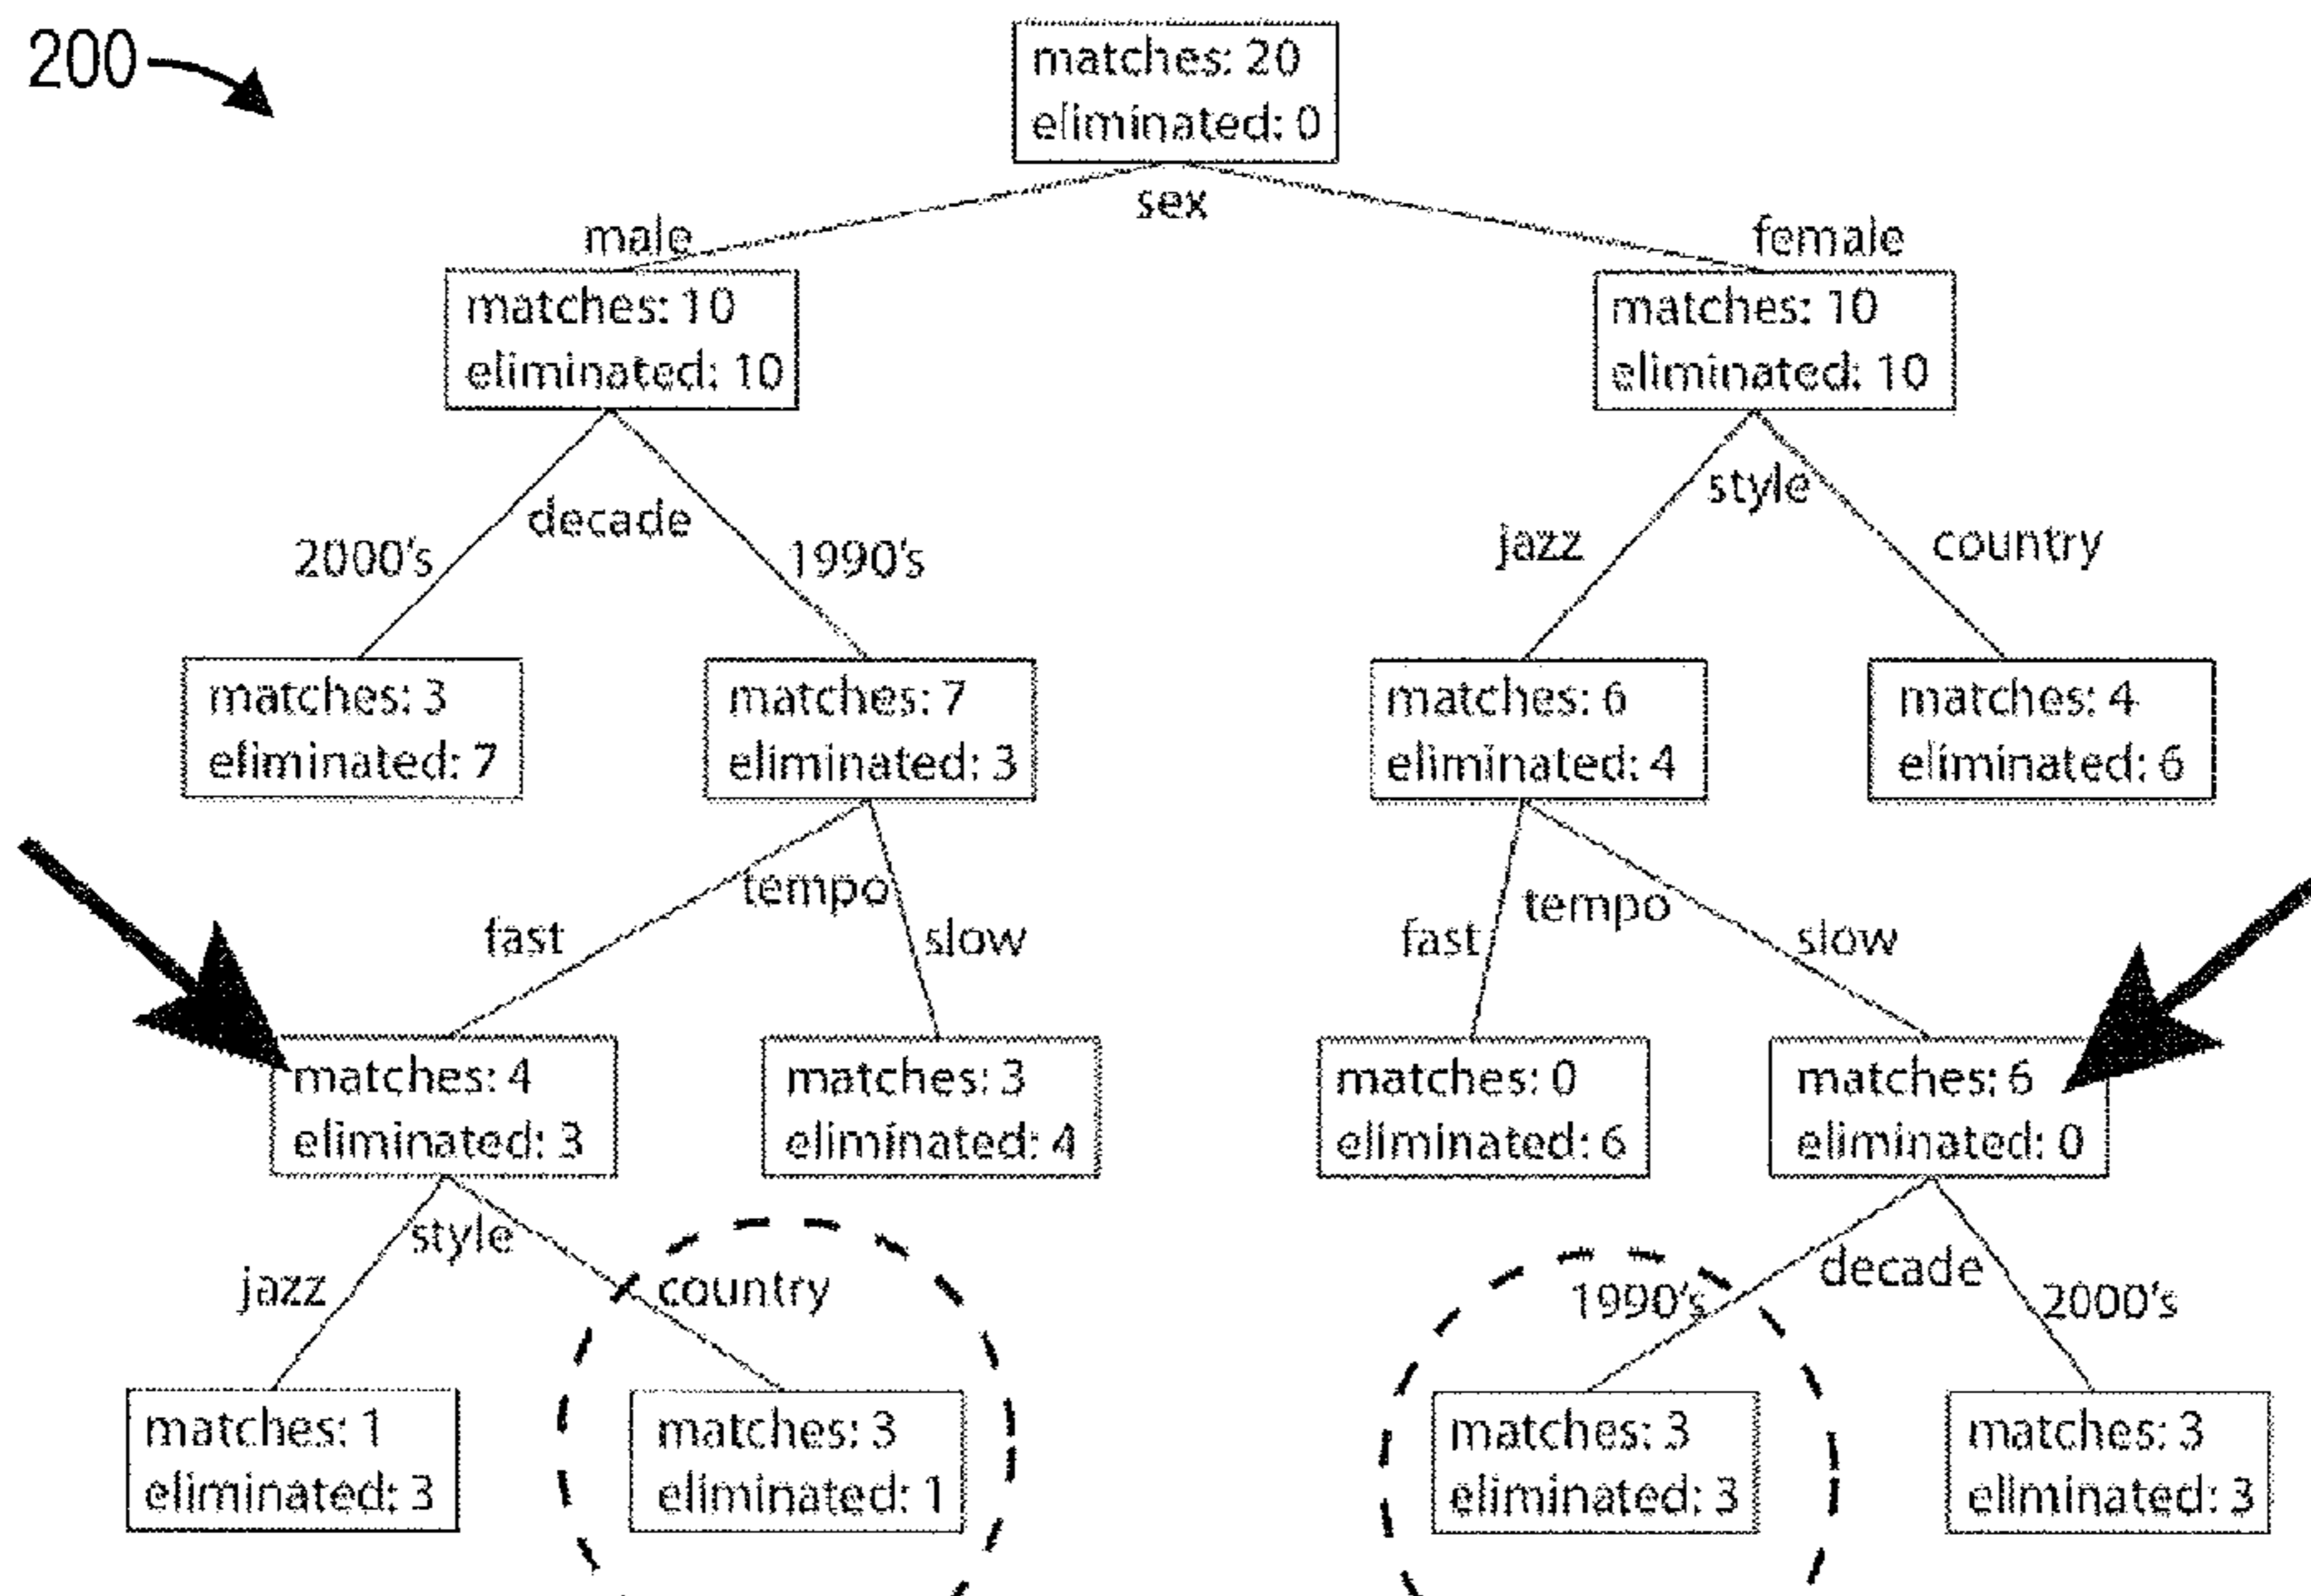 200
matches: 20
eliminated: 0
sex
male
female
matches: 10
eliminated: 10
matches: 10
eliminated: 10
decade
2000's
1990's
style
jazz
country
matches: 3
eliminated: 7
matches: 7
eliminated: 3
matches: 6
eliminated: 4
matches: 4
eliminated: 6
tempo
fast
slow
tempo
fast
slow
matches: 4
eliminated: 3
matches: 3
eliminated: 4
matches: 0
eliminated: 6
matches: 6
eliminated: 0
style
jazz
country
decade
1990's
2000's
matches: 1
eliminated: 3
matches: 3
eliminated: 1
matches: 3
eliminated: 3
matches: 3
eliminated: 3